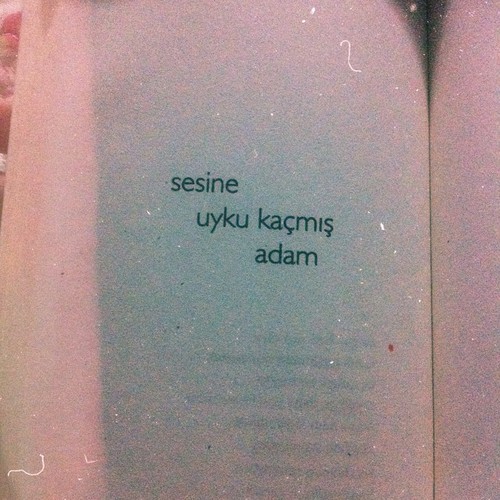 sesine
uyku kaçmış
adam